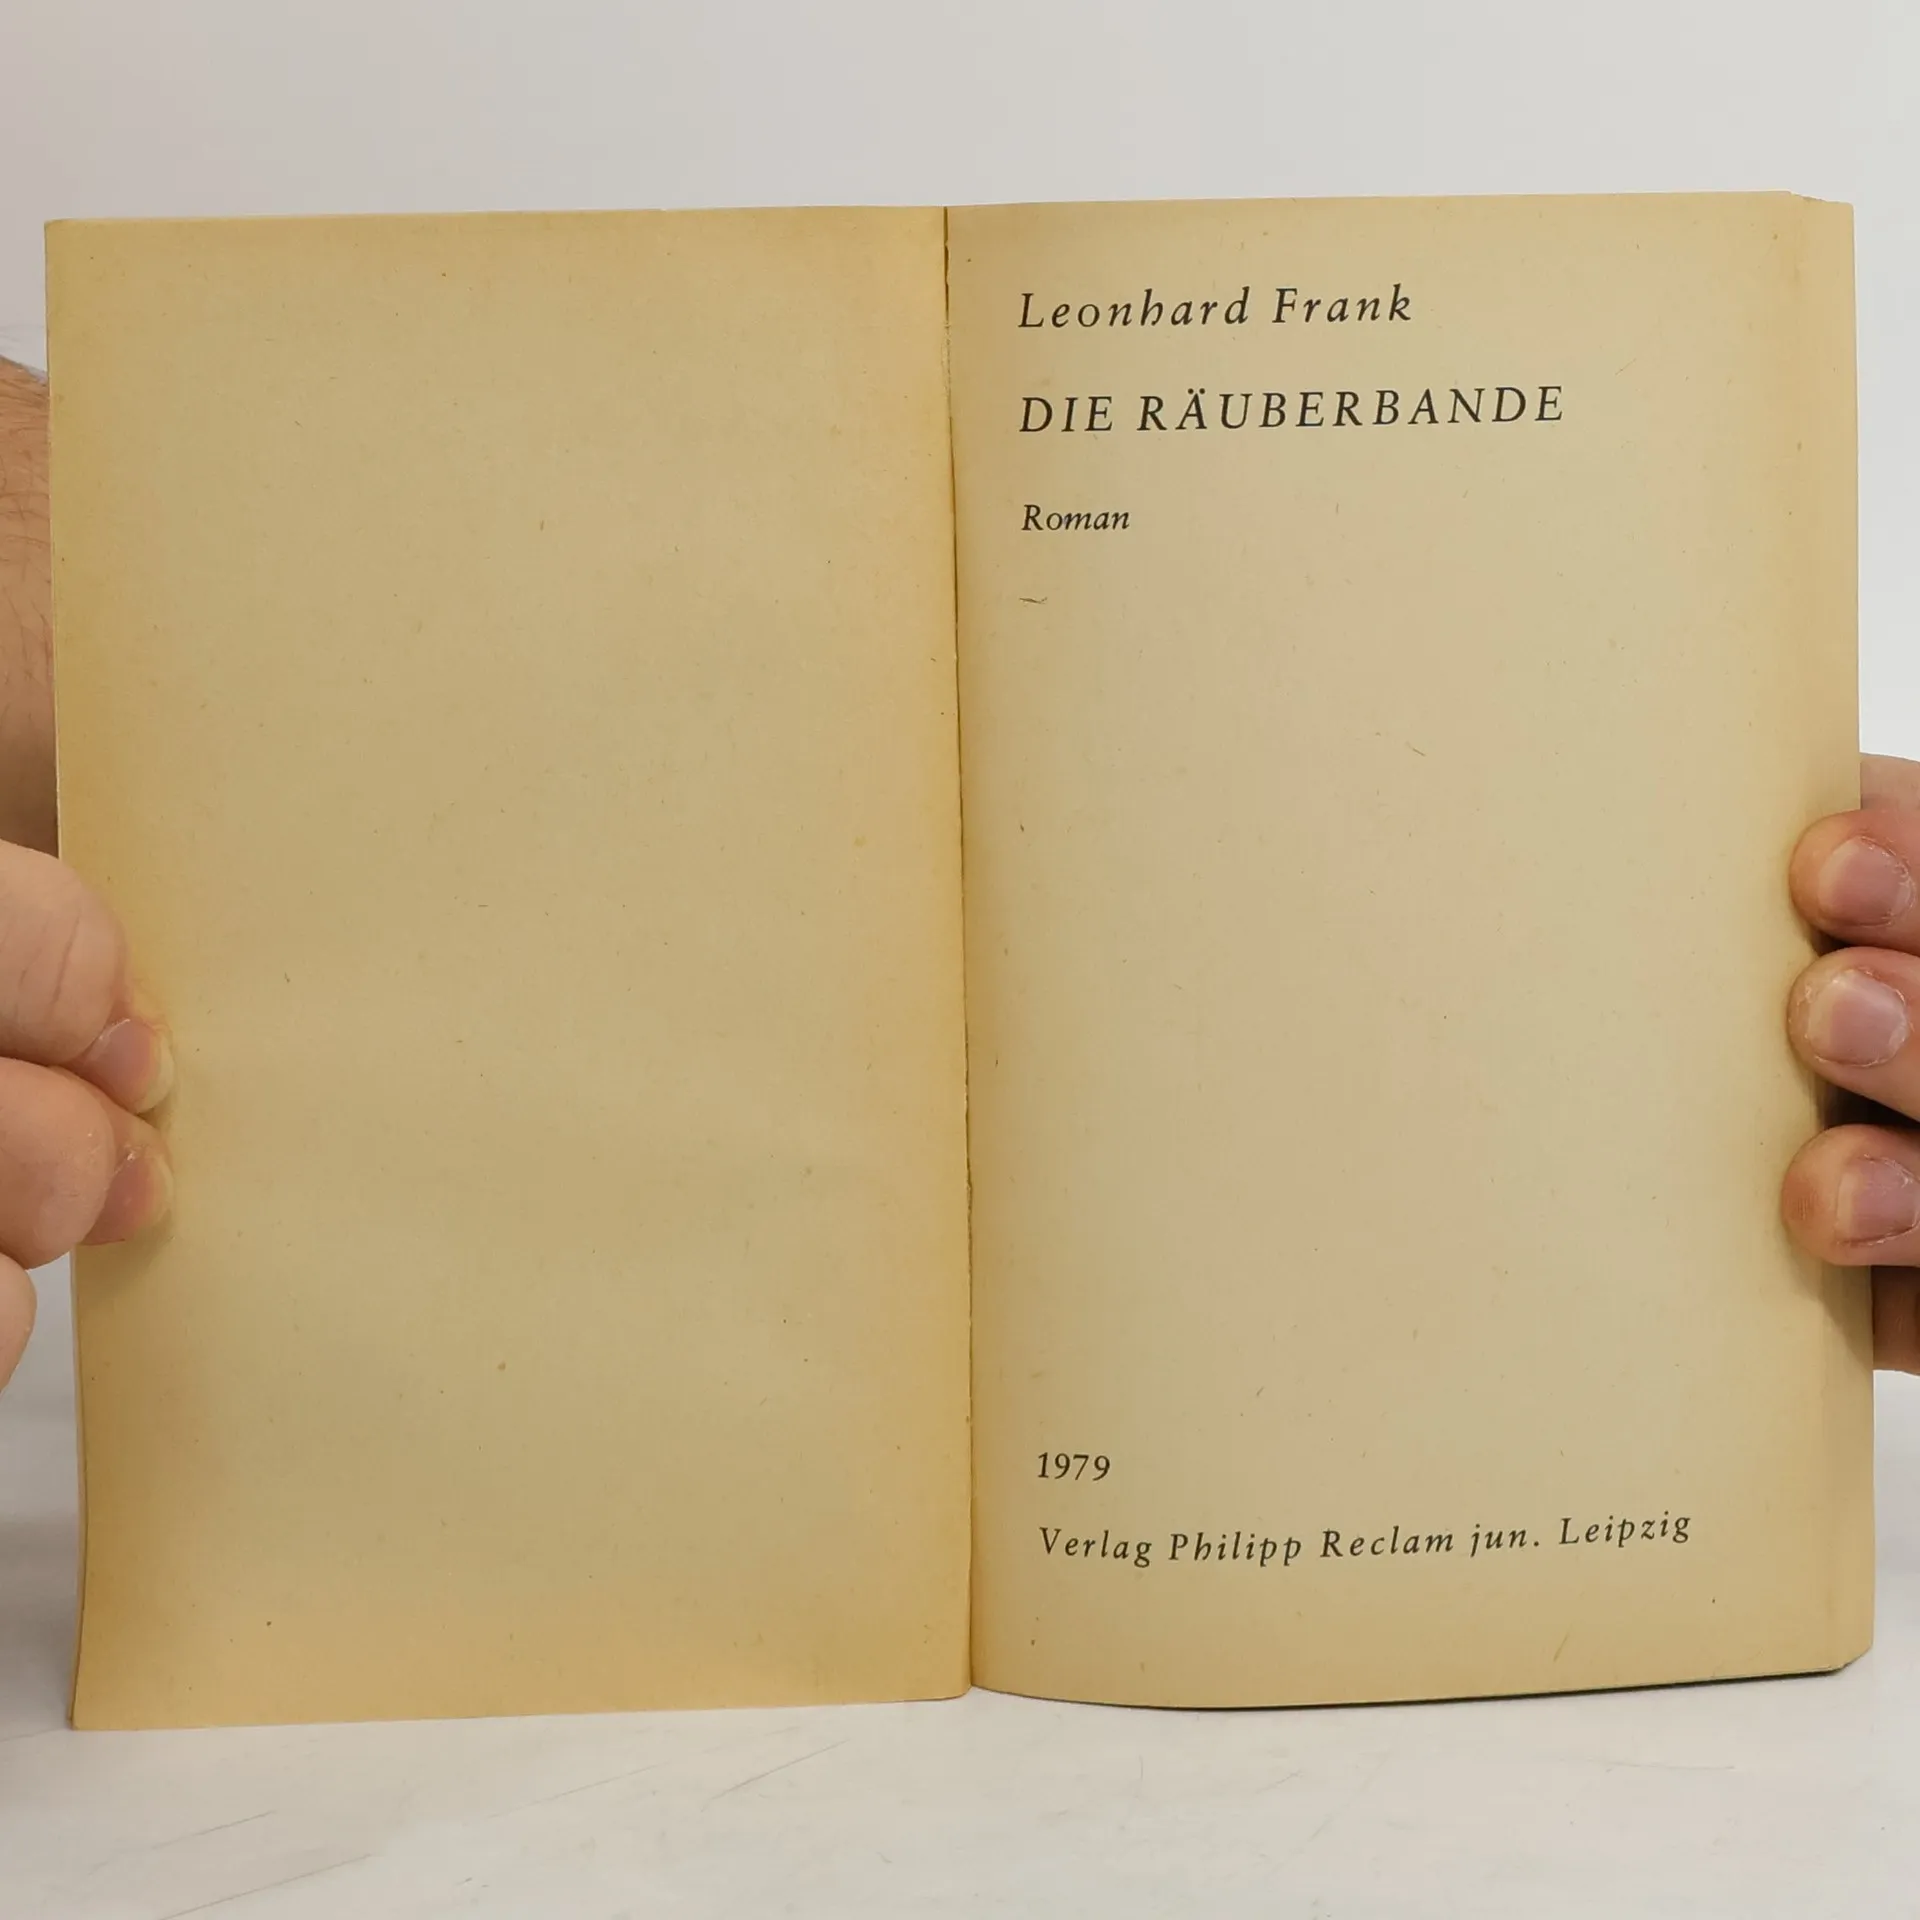 Leonhard Frank
DIE RÄUBERBANDE
Roman
1979
Verlag Philipp Reclam jun. Leipzig